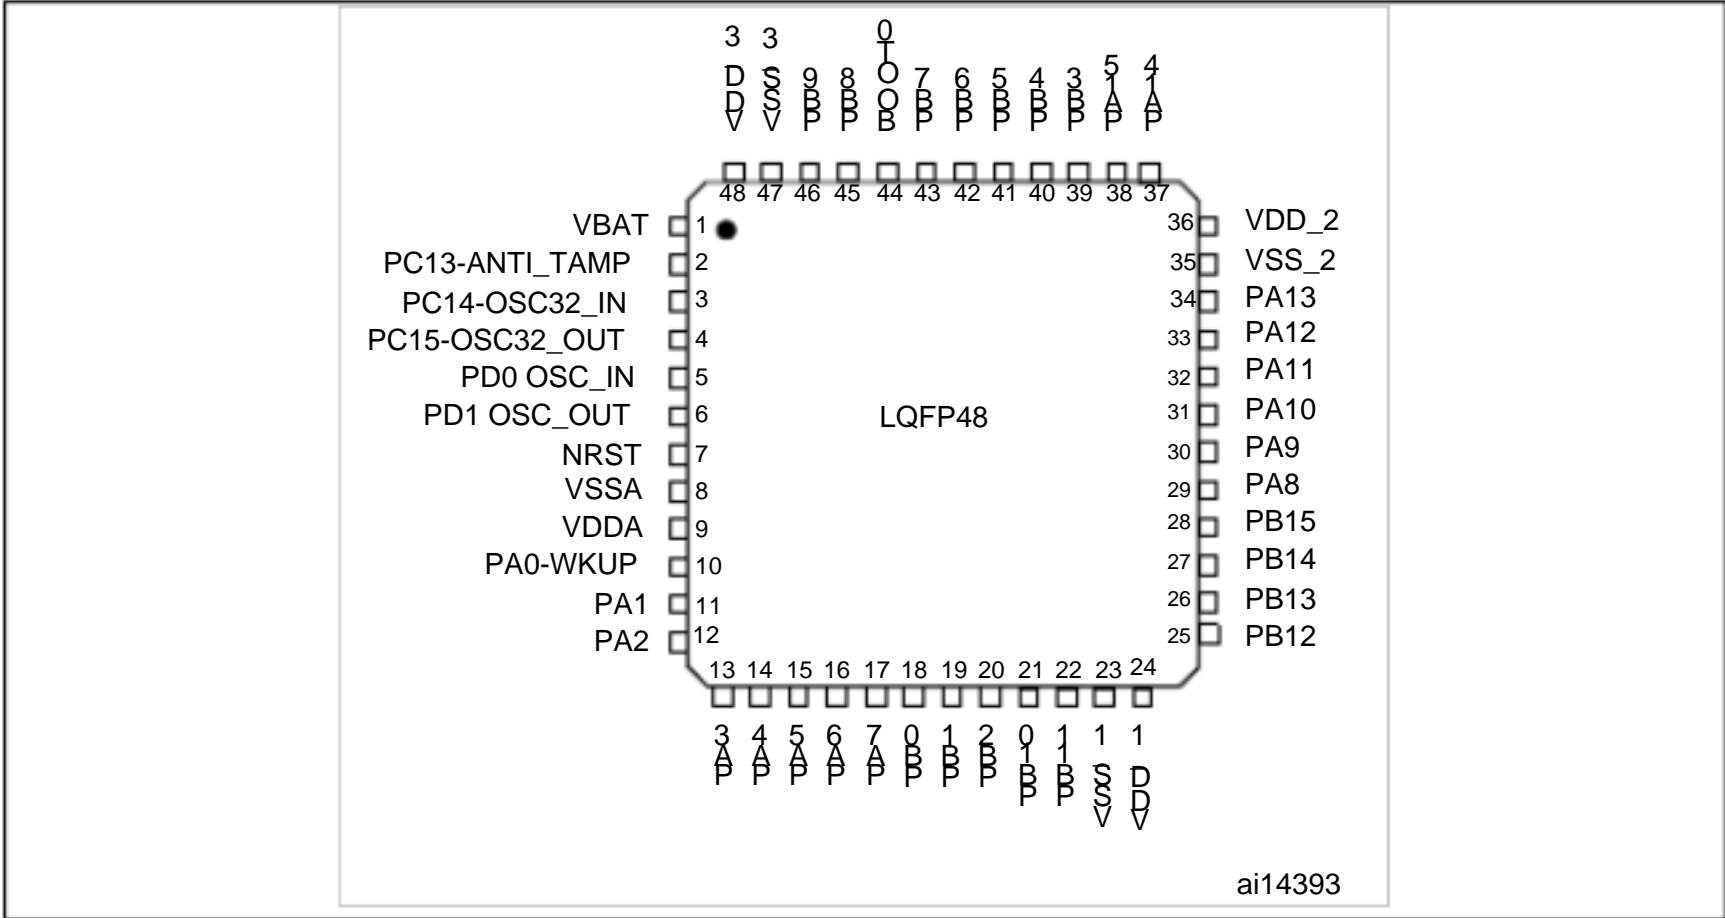 VDD_3
VSS_3
PB9
PB8
BOOT0
PB7
PB6
PB5
PB4
PB3
PA15
PA14
48 47 46 45 44 43 42 41 40 39 38 37
VBAT 1 36 VDD_2
PC13-ANTI_TAMP 2 35 VSS_2
PC14-OSC32_IN 3 34 PA13
PC15-OSC32_OUT 4 33 PA12
PD0 OSC_IN 5 32 PA11
PD1 OSC_OUT 6 LQFP48 31 PA10
NRST 7 30 PA9
VSSA 8 29 PA8
VDDA 9 28 PB15
PA0-WKUP 10 27 PB14
PA1 11 26 PB13
PA2 12 25 PB12
13 14 15 16 17 18 19 20 21 22 23 24
PA3
PA4
PA5
PA6
PA7
PB0
PB1
PB2
PB10
PB11
VSS_1
VDD_1
ai14393